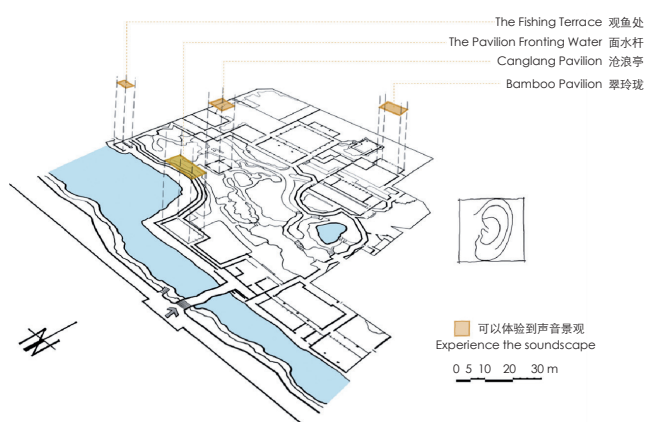 The Fishing Terrace 观鱼处
The Pavilion Fronting Water 面水杆
Canglang Pavilion 沧浪亭
Bamboo Pavilion 翠玲珑
可以体验到声音景观
Experience the soundscape
N
0 5 10 20 30 m